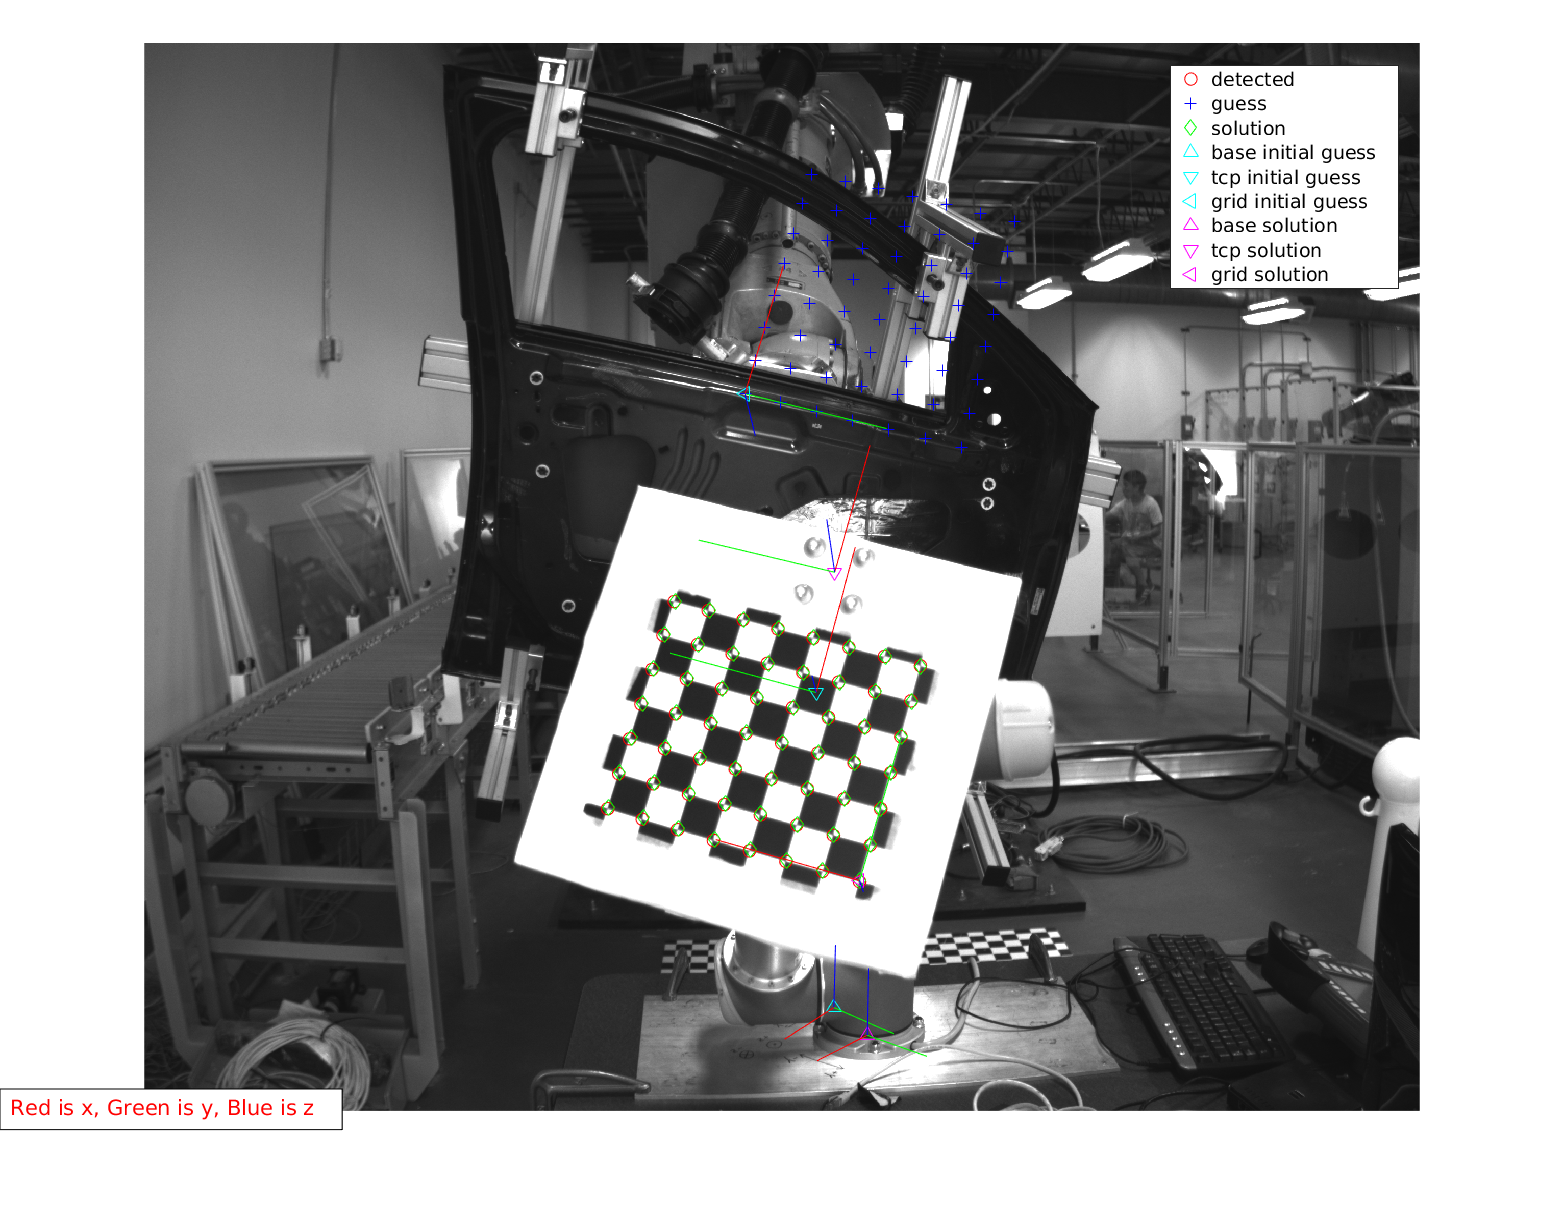 detected
guess
solution
base initial guess
tcp initial guess
grid initial guess
base solution
tcp solution
grid solution
Red is x, Green is y, Blue is z